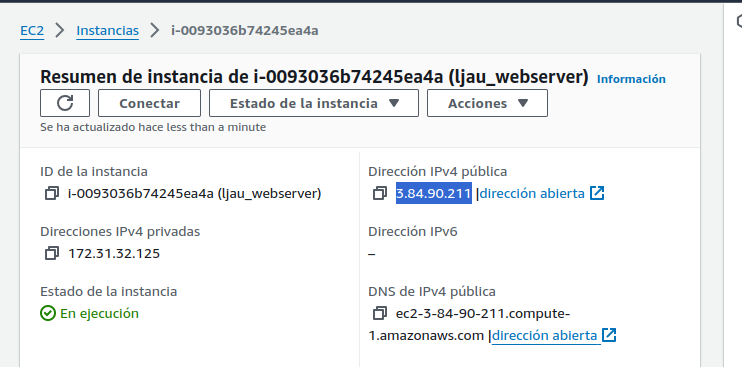 EC2 > Instancias > i-0093036b74245ea4a
Resumen de instancia de i-0093036b74245ea4a (ljau_webserver) Información
Conectar Estado de la instancia Acciones
Se ha actualizado hace less than a minute
ID de la instancia
i-0093036b74245ea4a (ljau_webserver)
Dirección IPv4 pública
3.84.90.211 |dirección abierta
Direcciones IPv4 privadas
172.31.32.125
Dirección IPv6
–
Estado de la instancia
En ejecución
DNS de IPv4 pública
ec2-3-84-90-211.compute-
1.amazonaws.com |dirección abierta